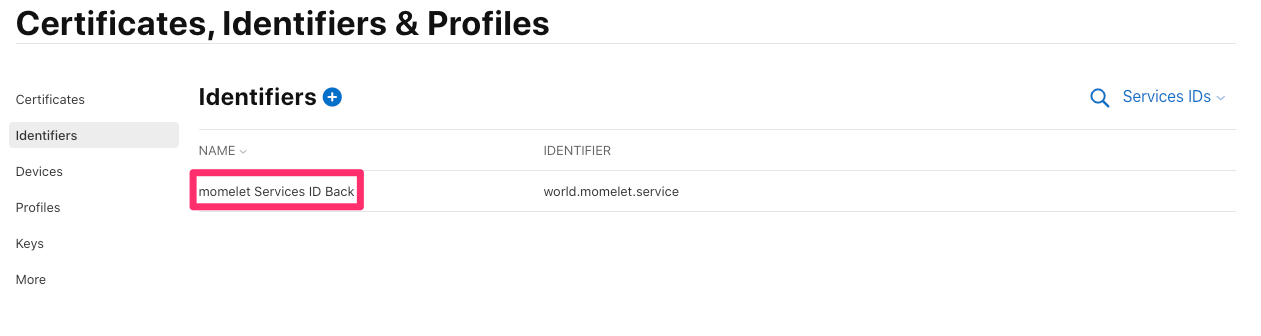 Certificates, Identifiers & Profiles
Certificates
Identifiers
Devices
Profiles
Keys
More
Identifiers
Services IDs
NAME IDENTIFIER
momelet Services ID Back world.momelet.service